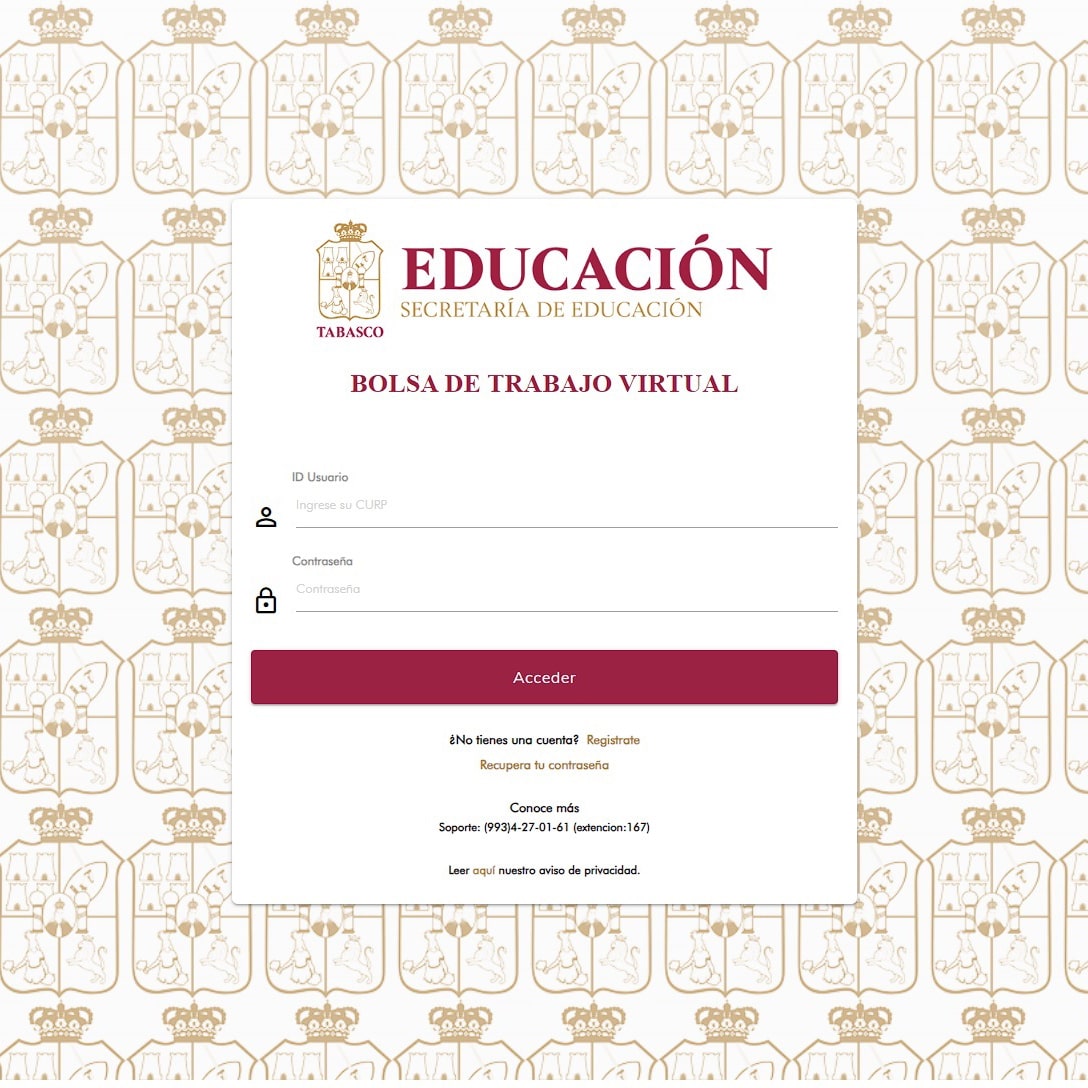 EDUCACIÓN
SECRETARÍA DE EDUCACIÓN
TABASCO
BOLSA DE TRABAJO VIRTUAL
ID Usuario
Ingrese su CURP
Contraseña
Contraseña
Acceder
¿No tienes una cuenta? Registrate
Recupera tu contraseña
Conoce más
Soporte: (993)4-27-01-61 (extencion:167)
Leer aquí nuestro aviso de privacidad.